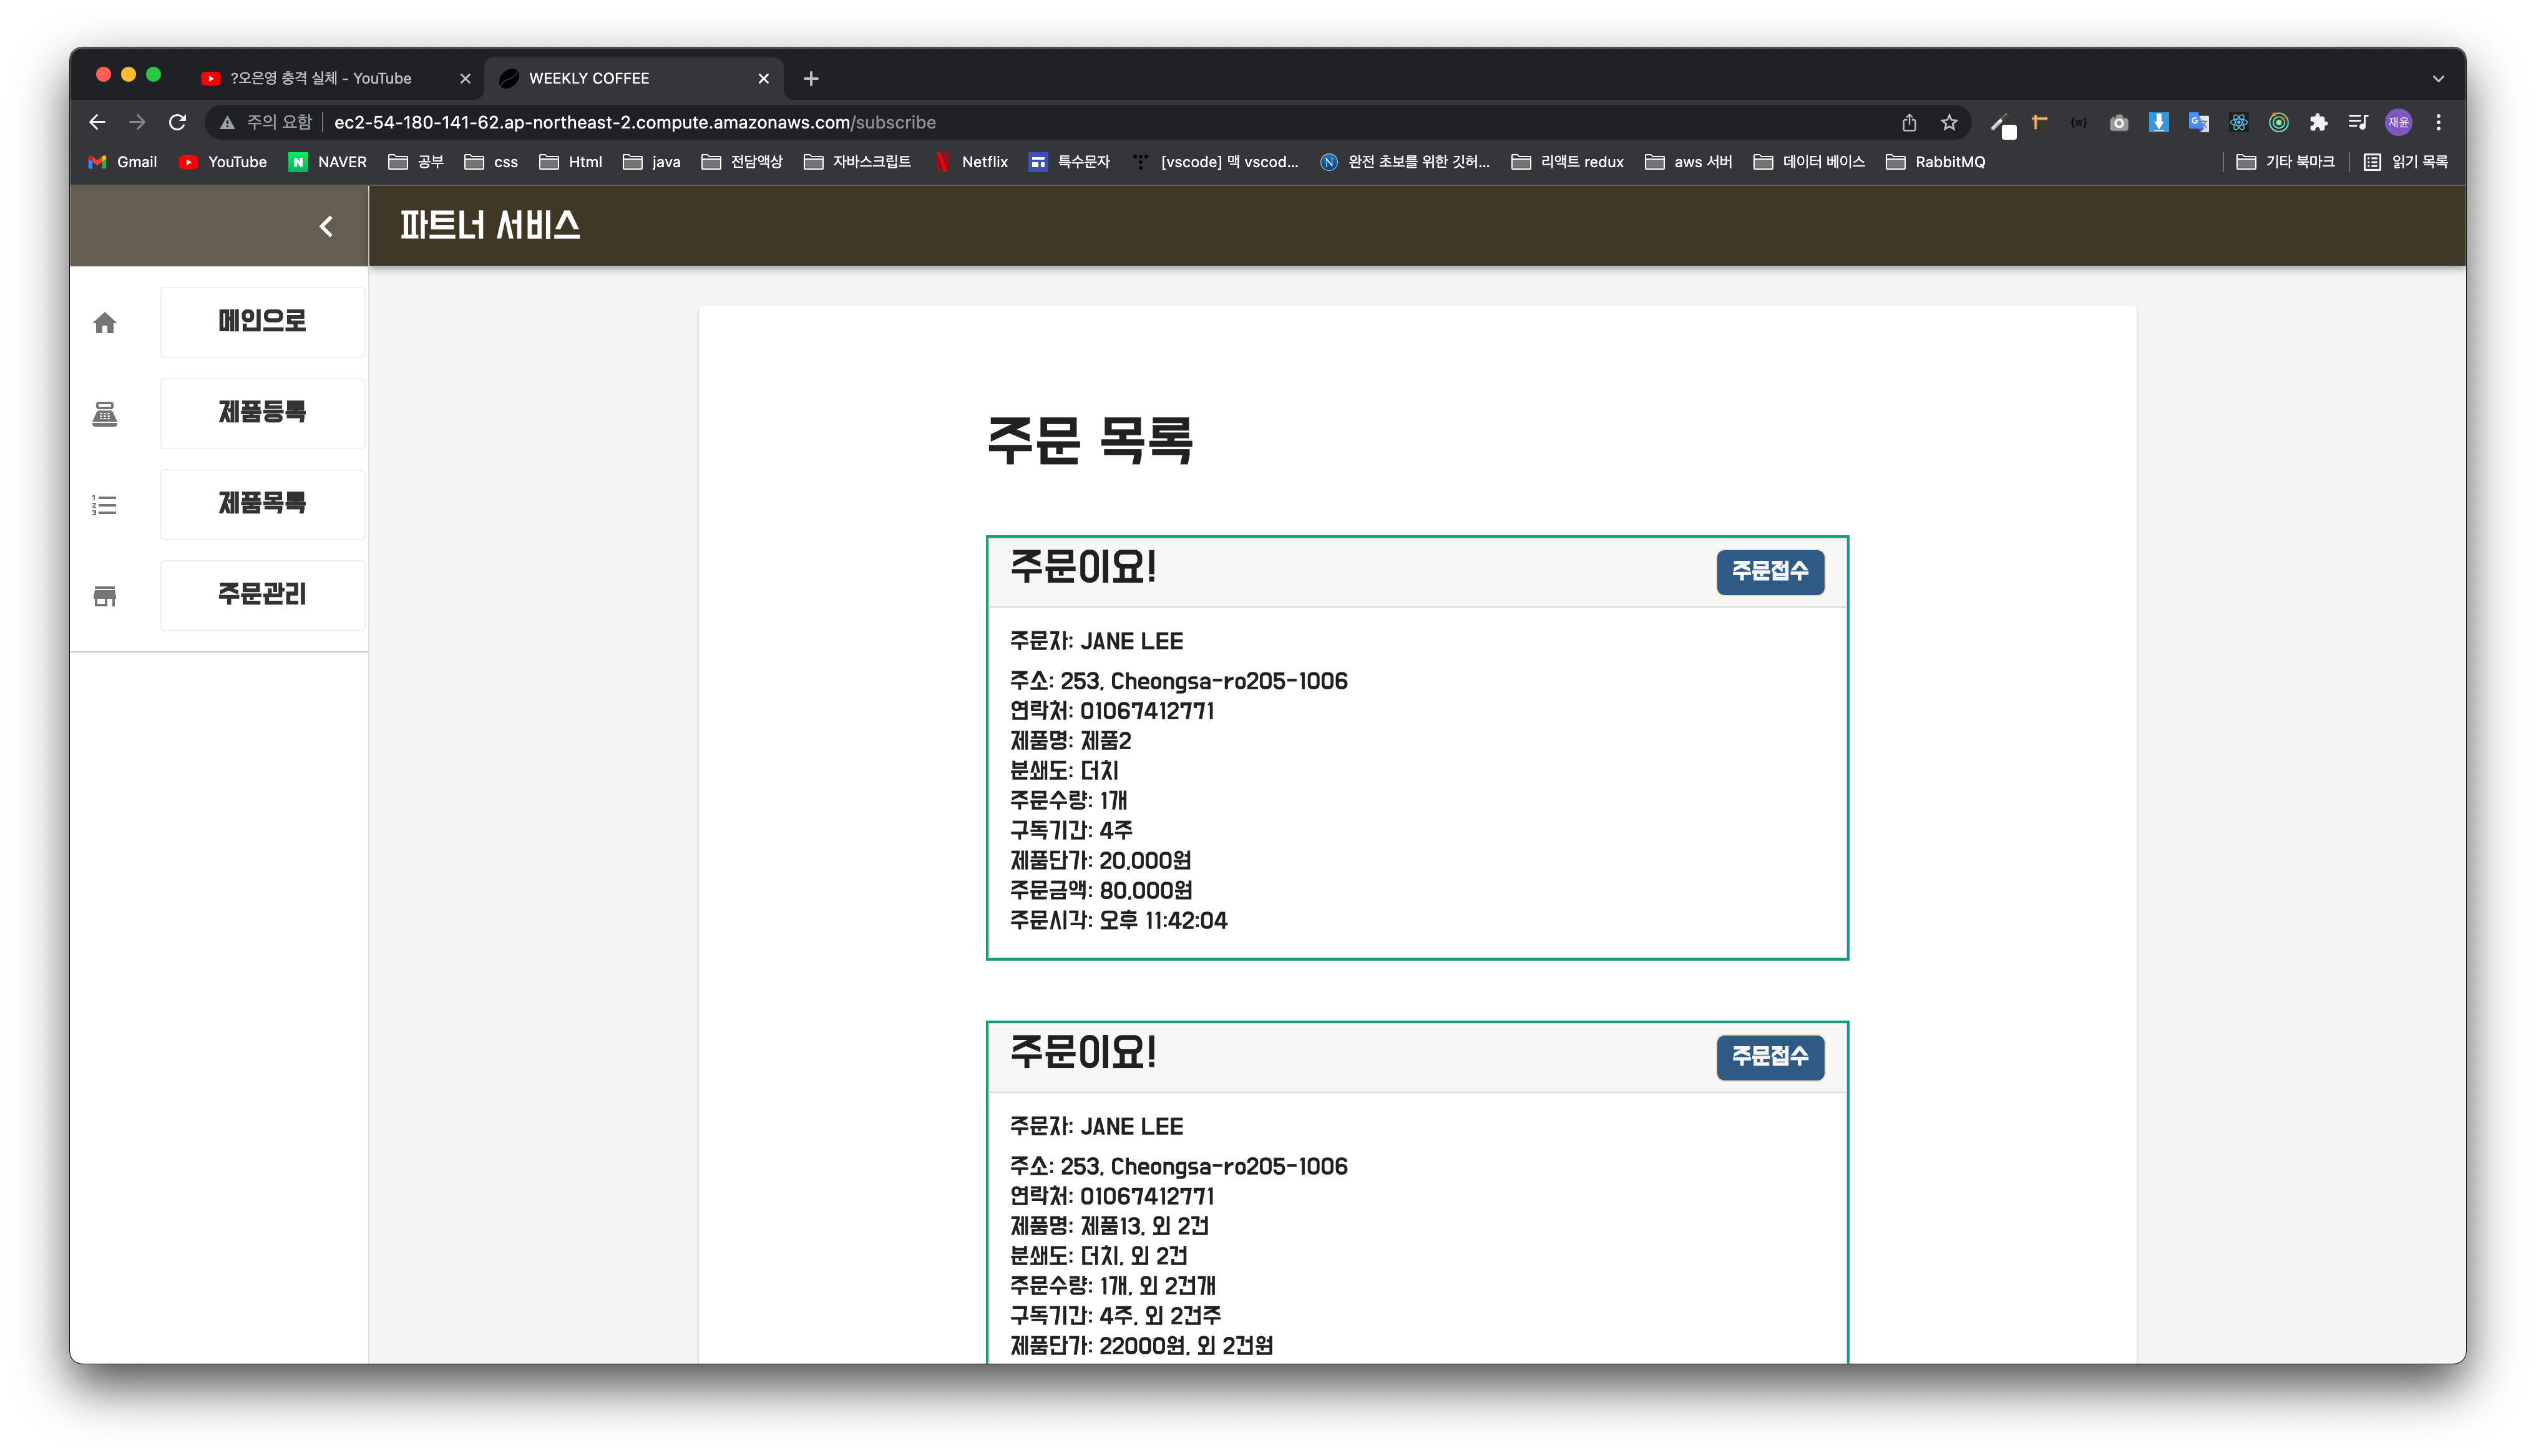 ?오은영 충격 실체 - YouTube
WEEKLY COFFEE
주의 요함 ec2-54-180-141-62.ap-northeast-2.compute.amazonaws.com/subscribe
재윤
Gmail YouTube NAVER 공부 css Html java 전담액상 자바스크립트 Netflix 특수문자 [vscode] 맥 vscod... 완전 초보를 위한 깃허... 리액트 redux aws 서버 데이터 베이스 RabbitMQ 기타 북마크 읽기 목록
파트너 서비스
메인으로
제품등록
제품목록
주문관리
주문 목록
주문이요! 주문접수
주문자: JANE LEE
주소: 253, Cheongsa-ro205-1006
연락처: 01067412771
제품명: 제품2
분쇄도: 더치
주문수량: 1개
구독기간: 4주
제품단가: 20,000원
주문금액: 80,000원
주문시각: 오후 11:42:04
주문이요! 주문접수
주문자: JANE LEE
주소: 253, Cheongsa-ro205-1006
연락처: 01067412771
제품명: 제품13, 외 2건
분쇄도: 더치, 외 2건
주문수량: 1개, 외 2건개
구독기간: 4주, 외 2건주
제품단가: 22000원, 외 2건원